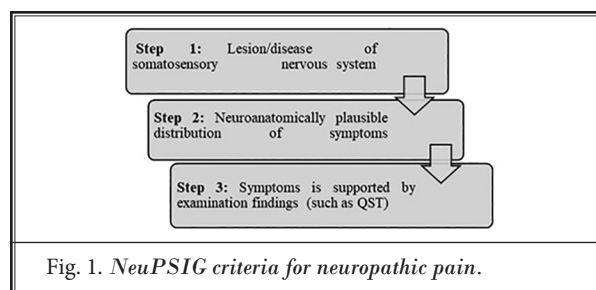 Step 1: Lesion/disease of
somatosensory nervous system
Step 2: Neuroanatomically plausible
distribution of symptoms
Step 3: Symptoms is supported by
examination findings (such as QST)
Fig. 1. NeuPSIG criteria for neuropathic pain.